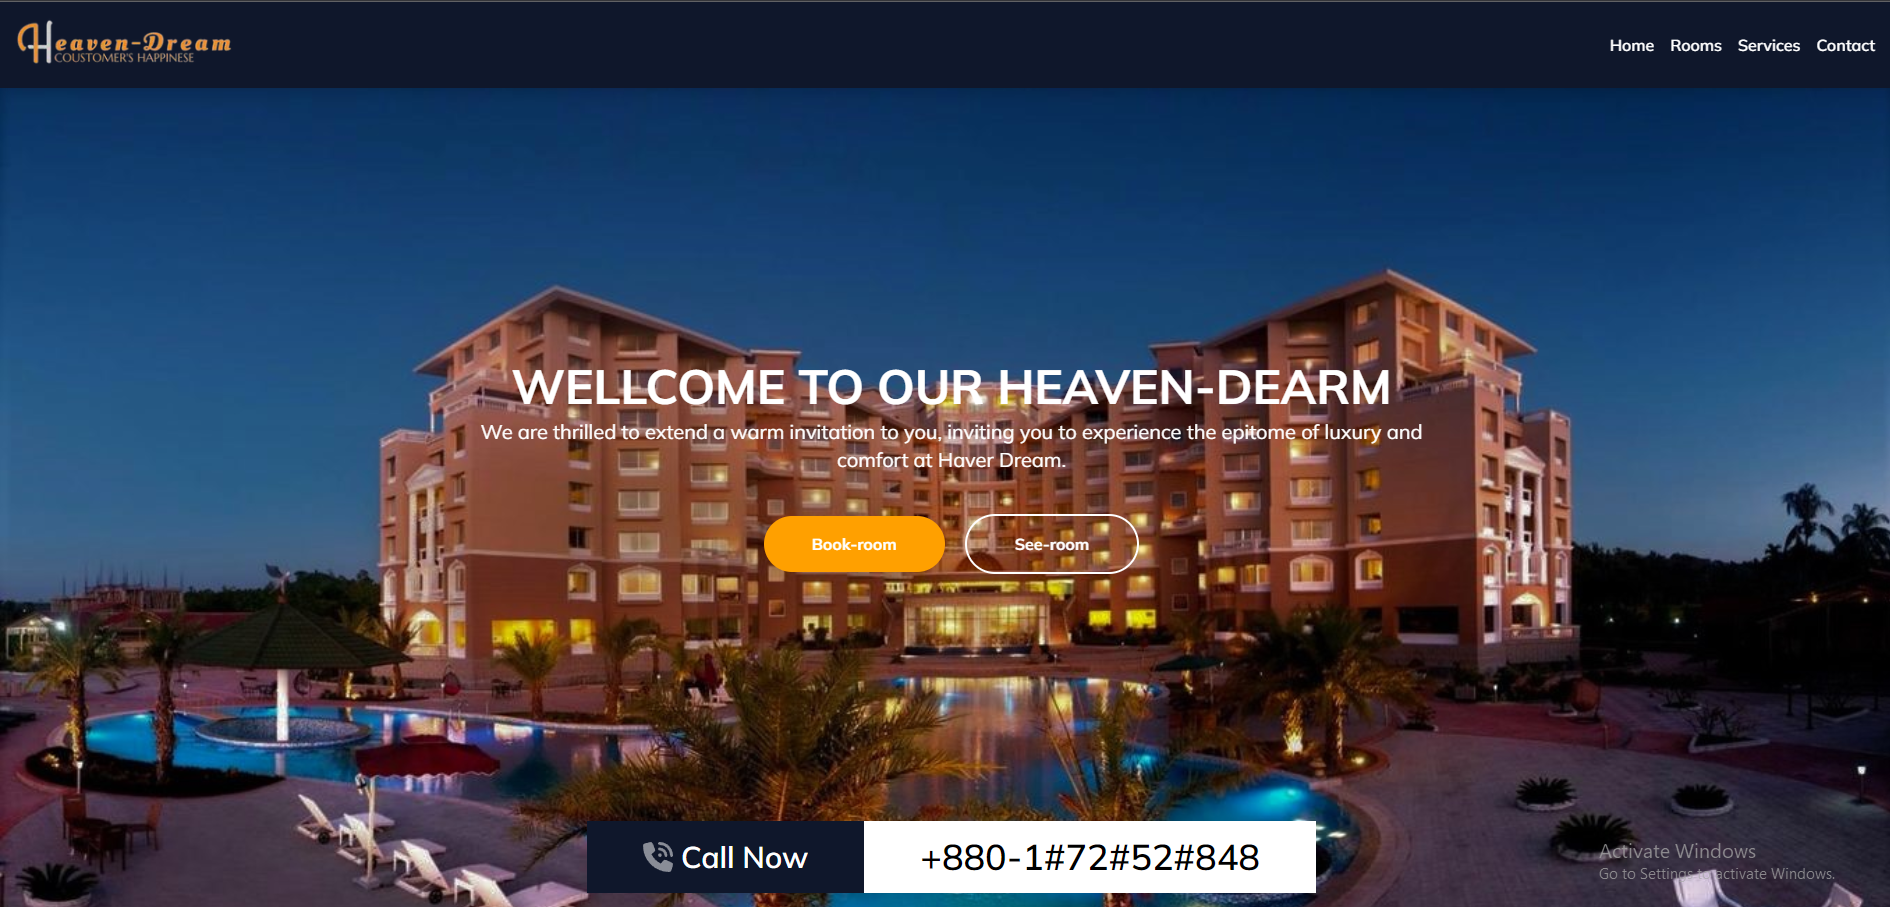 Heaven-Dream
COUSTOMER'S HAPPINESE
Home Rooms Services Contact
WELLCOME TO OUR HEAVEN-DEARM
We are thrilled to extend a warm invitation to you, inviting you to experience the epitome of luxury and
comfort at Haver Dream.
Book-room See-room
Call Now +880-1#72#52#848
Activate Windows
Go to Settings to activate Windows.